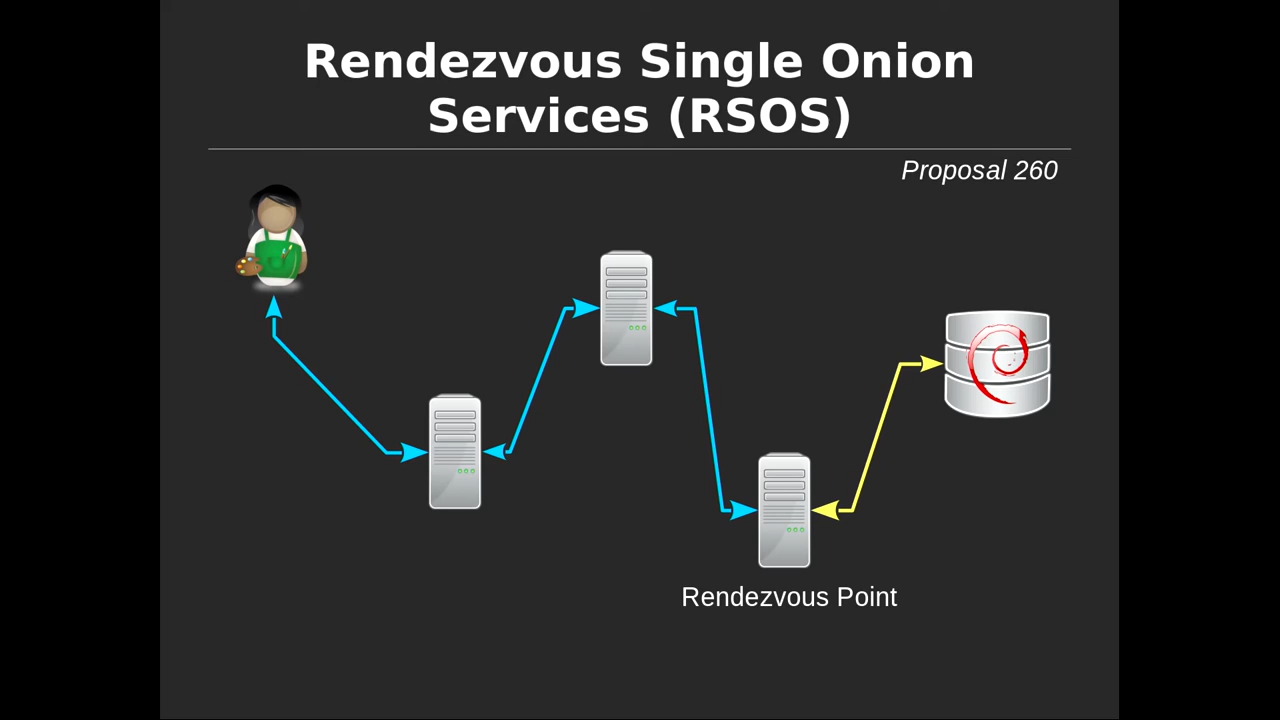 Rendezvous Single Onion
Services (RSOS)
Proposal 260
Rendezvous Point